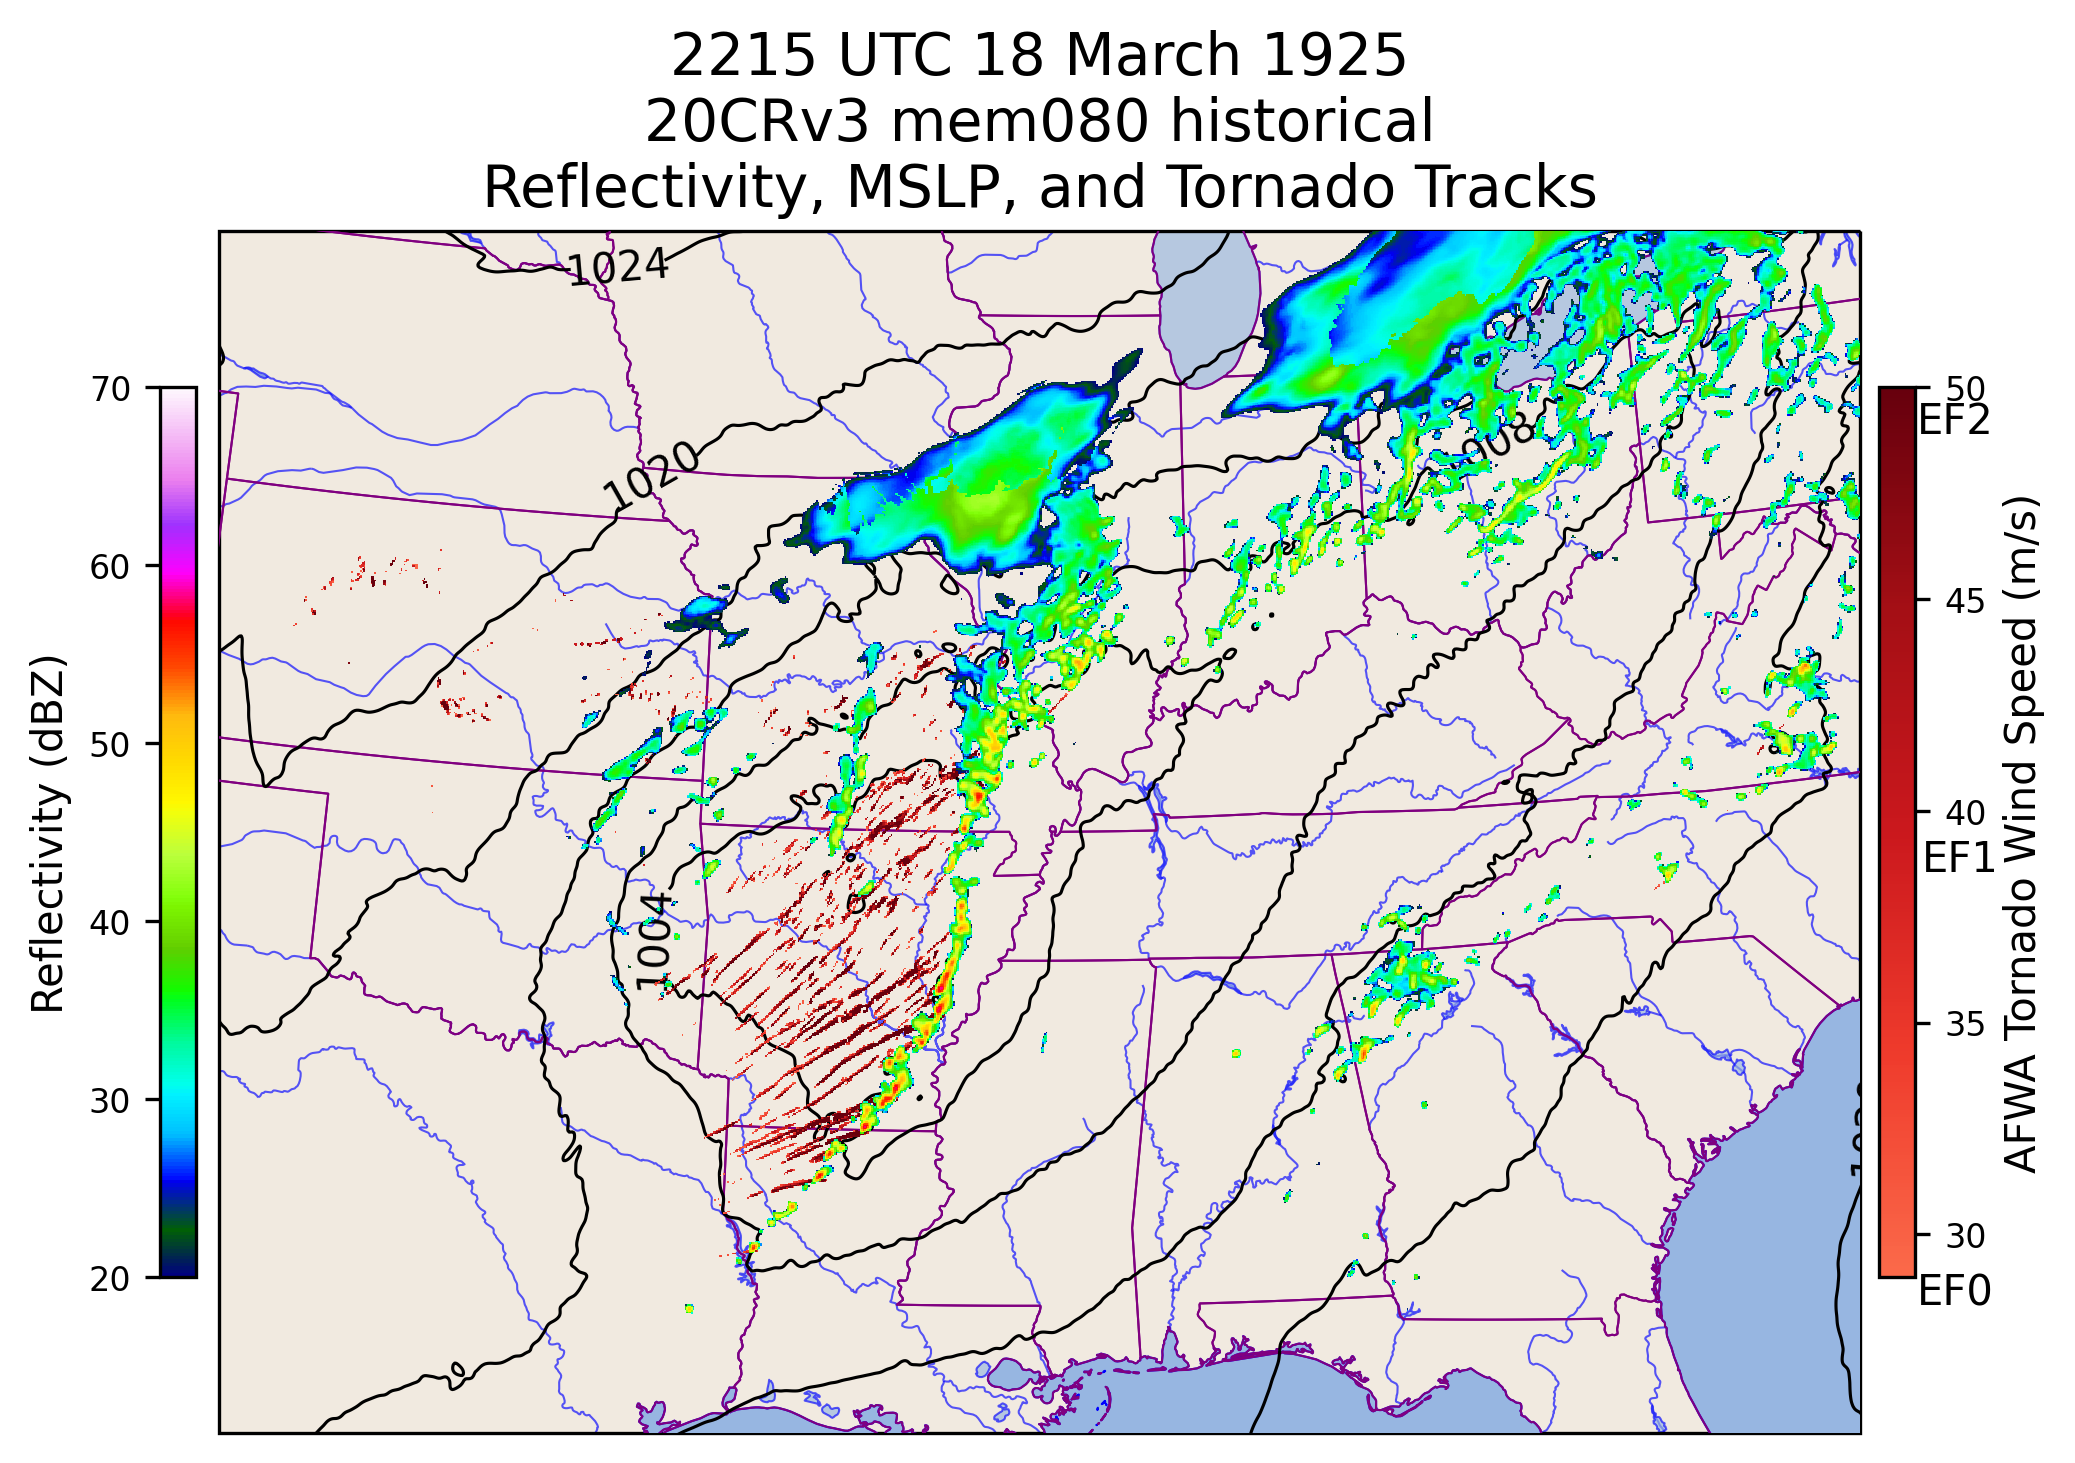 2215 UTC 18 March 1925
20CRv3 mem080 historical
Reflectivity, MSLP, and Tornado Tracks
1024
1020
008
1004
Reflectivity (dBZ)
70
60
50
40
30
20
50
EF2
45
40
EF1
35
30
EF0
AFWA Tornado Wind Speed (m/s)